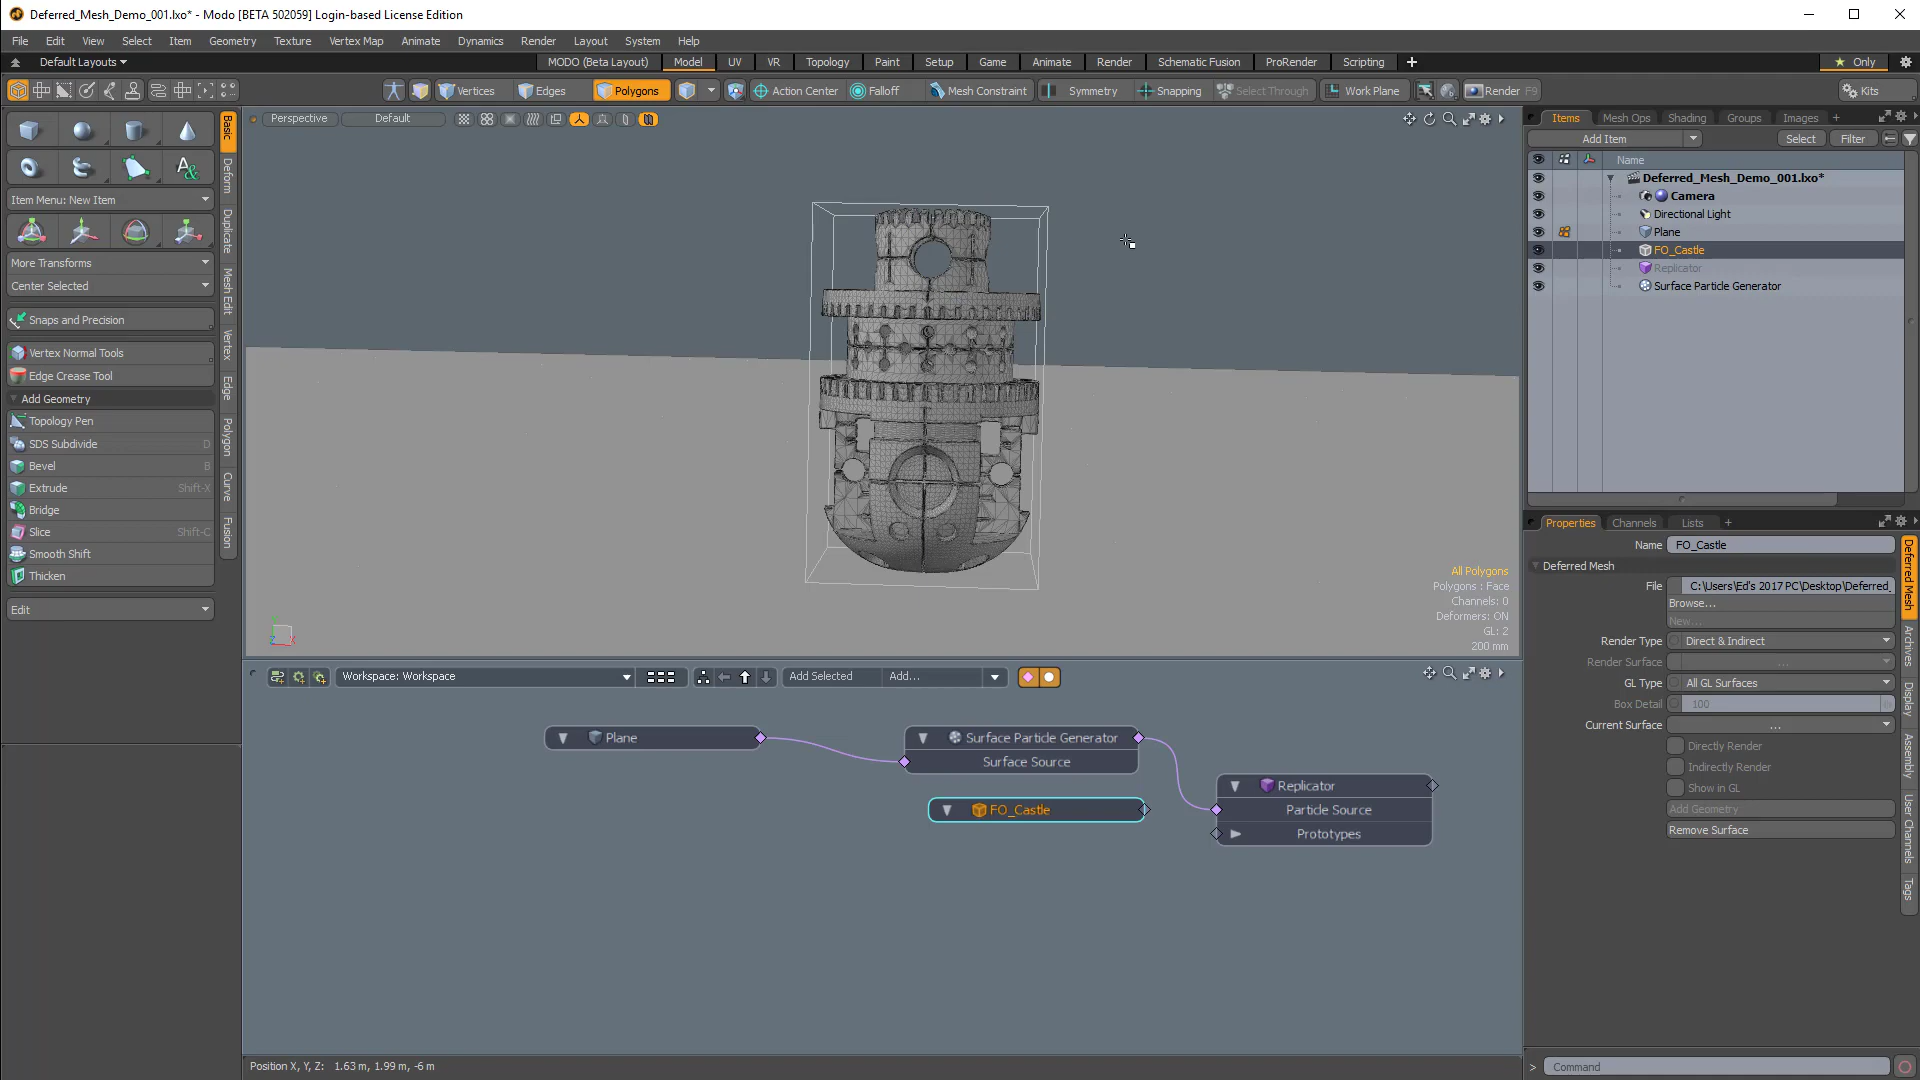 Deferred_Mesh_Demo_001.lxo* - Modo [BETA 502059] Login-based License Edition
File Edit View Select Item Geometry Texture Vertex Map Animate Dynamics Render Layout System Help
Default Layouts MODO (Beta Layout) Model UV VR Topology Paint Setup Game Animate Render Schematic Fusion ProRender Scripting + Only
Vertices Edges Polygons Action Center Falloff Mesh Constraint Symmetry Snapping Select Through Work Plane Render F9 Kits
Perspective Default
Item Menu: New Item
More Transforms
Center Selected
Snaps and Precision
Vertex Normal Tools
Edge Crease Tool
Add Geometry
Topology Pen
SDS Subdivide D
Bevel B
Extrude Shift-X
Bridge
Slice Shift-C
Smooth Shift
Thicken
Edit
Basic
Deform
Duplicate
Mesh Edit
Vertex
Edge
Polygon
Curve
Fusion
All Polygons
Polygons : Face
Channels: 0
Deformers: ON
GL: 2
200 mm
Workspace: Workspace Add Selected Add...
Plane
Surface Particle Generator
Surface Source
FO_Castle
Replicator
Particle Source
Prototypes
Position X, Y, Z: 1.63 m, 1.99 m, -6 m
Items Mesh Ops Shading Groups Images +
Add Item Select Filter
Name
Deferred_Mesh_Demo_001.lxo*
Camera
Directional Light
Plane
FO_Castle
Replicator
Surface Particle Generator
Properties Channels Lists +
Name FO_Castle
Deferred Mesh
File C:\Users\Ed's 2017 PC\Desktop\Deferred_
Browse...
New...
Render Type Direct & Indirect
Render Surface ...
GL Type All GL Surfaces
Box Detail 100
Current Surface ...
Directly Render
Indirectly Render
Show in GL
Add Geometry
Remove Surface
Deferred Mesh
Archives
Display
Assembly
User Channels
Tags
> Command